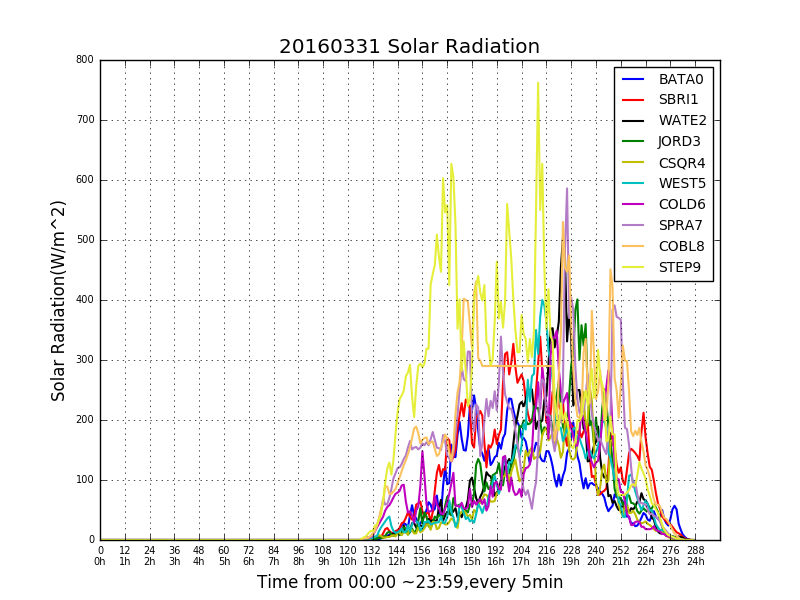 20160331 Solar Radiation
800
700
600
500
400
300
200
100
0
Solar Radiation(W/m^2)
BATA0
SBRI1
WATE2
JORD3
CSQR4
WEST5
COLD6
SPRA7
COBL8
STEP9
0 12 24 36 48 60 72 84 96 108 120 132 144 156 168 180 192 204 216 228 240 252 264 276 288
0h 1h 2h 3h 4h 5h 6h 7h 8h 9h 10h 11h 12h 13h 14h 15h 16h 17h 18h 19h 20h 21h 22h 23h 24h
Time from 00:00 ~23:59,every 5min